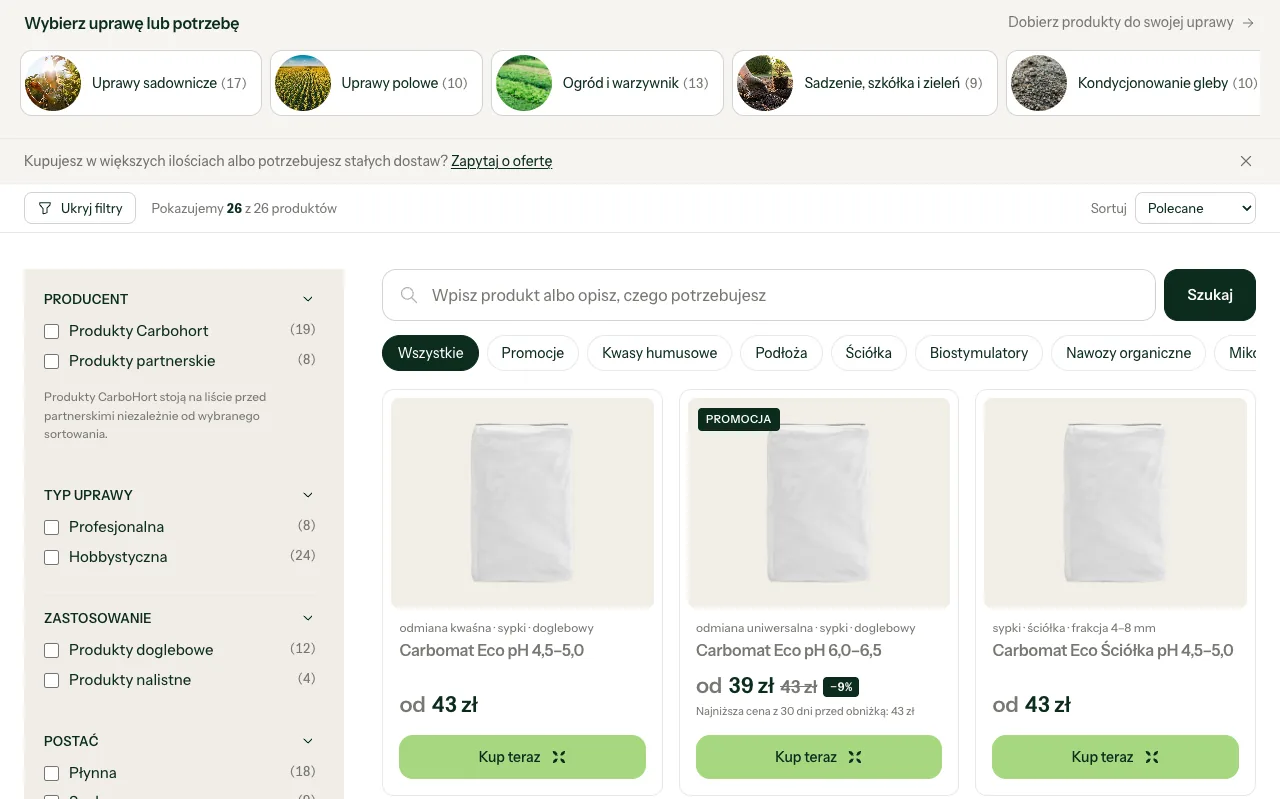 Wybierz uprawę lub potrzebę
Dobierz produkty do swojej uprawy →
Uprawy sadownicze (17)
Uprawy polowe (10)
Ogród i warzywnik (13)
Sadzenie, szkółka i zieleń (9)
Kondycjonowanie gleby (10)
Kupujesz w większych ilościach albo potrzebujesz stałych dostaw? Zapytaj o ofertę
Ukryj filtry
Pokazujemy 26 z 26 produktów
Sortuj
Polecane
PRODUCENT
Produkty Carbohort (19)
Produkty partnerskie (8)
Produkty CarboHort stoją na liście przed
partnerskimi niezależnie od wybranego
sortowania.
TYP UPRAWY
Profesjonalna (8)
Hobbystyczna (24)
ZASTOSOWANIE
Produkty doglebowe (12)
Produkty nalistne (4)
POSTAĆ
Płynna (18)
Wpisz produkt albo opisz, czego potrzebujesz
Szukaj
Wszystkie
Promocje
Kwasy humusowe
Podłoża
Ściółka
Biostymulatory
Nawozy organiczne
odmiana kwaśna · sypki · doglebowy
Carbomat Eco pH 4,5–5,0
od 43 zł
Kup teraz
PROMOCJA
odmiana uniwersalna · sypki · doglebowy
Carbomat Eco pH 6,0–6,5
od 39 zł 43 zł −9%
Najniższa cena z 30 dni przed obniżką: 43 zł
Kup teraz
sypki · ściółka · frakcja 4–8 mm
Carbomat Eco Ściółka pH 4,5–5,0
od 43 zł
Kup teraz